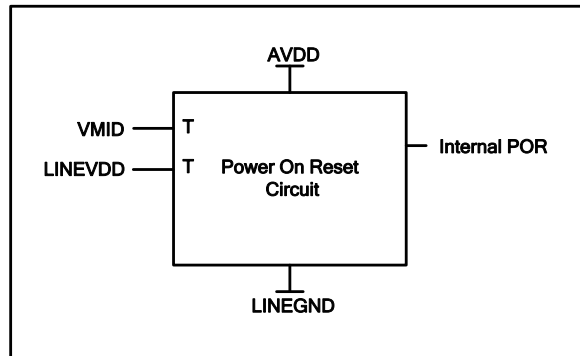 AVDD
VMID
T
LINEVDD
T
Power On Reset
Circuit
Internal POR
LINEGND